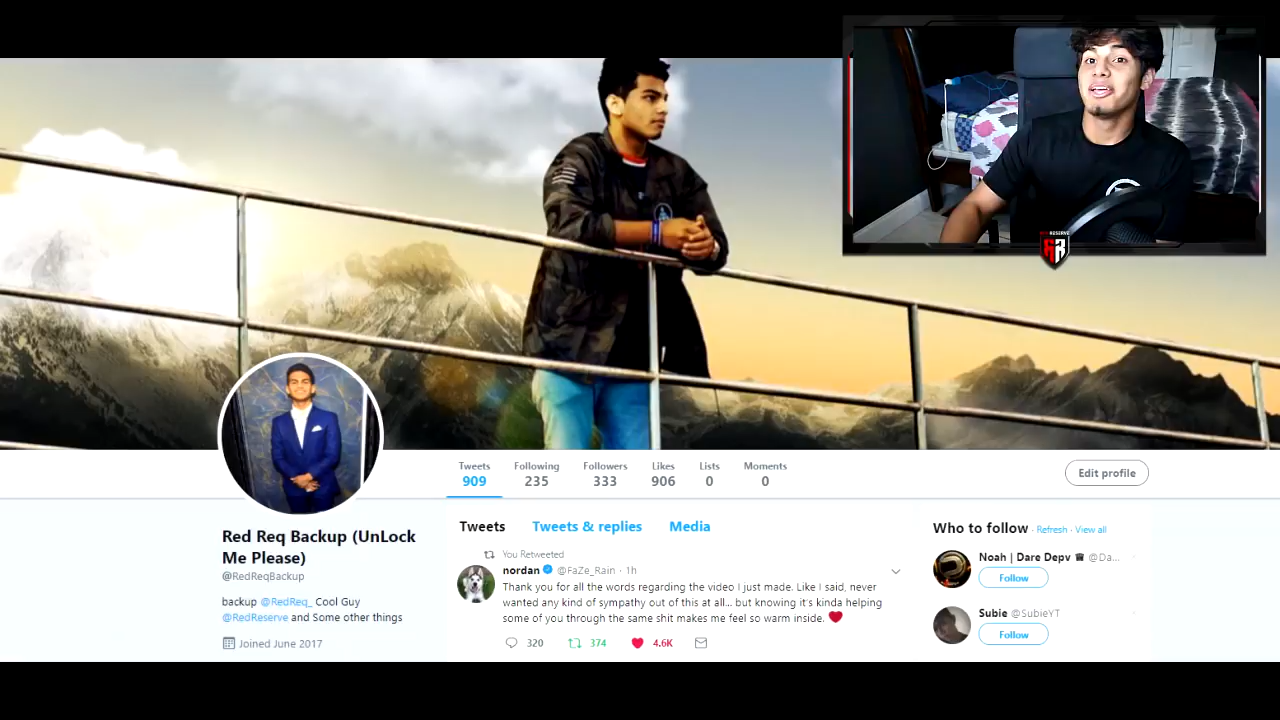 RESERVE
Tweets
909
Following
235
Followers
333
Likes
906
Lists
0
Moments
0
Edit profile
Red Req Backup (UnLock
Me Please)
@RedReqBackup
backup @RedReq_ Cool Guy
@RedReserve and Some other things
Joined June 2017
Tweets
Tweets & replies
Media
You Retweeted
nordan @FaZe_Rain · 1h
Thank you for all the words regarding the video I just made. Like I said, never
wanted any kind of sympathy out of this at all... but knowing it's kinda helping
some of you through the same shit makes me feel so warm inside. ❤
320
374
4.6K
Who to follow · Refresh · View all
Noah | Dare Depv @Da...
Follow
Subie @SubieYT
Follow